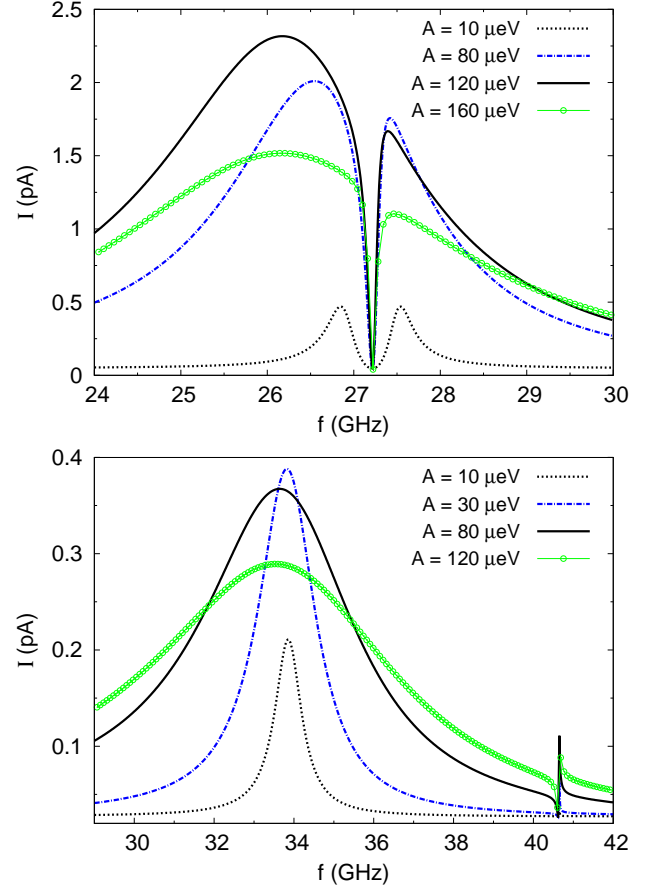 A = 10 μeV
A = 80 μeV
A = 120 μeV
A = 160 μeV
2.5
2
1.5
1
0.5
0
I (pA)
24 25 26 27 28 29 30
f (GHz)
A = 10 μeV
A = 30 μeV
A = 80 μeV
A = 120 μeV
0.4
0.3
0.2
0.1
I (pA)
30 32 34 36 38 40 42
f (GHz)